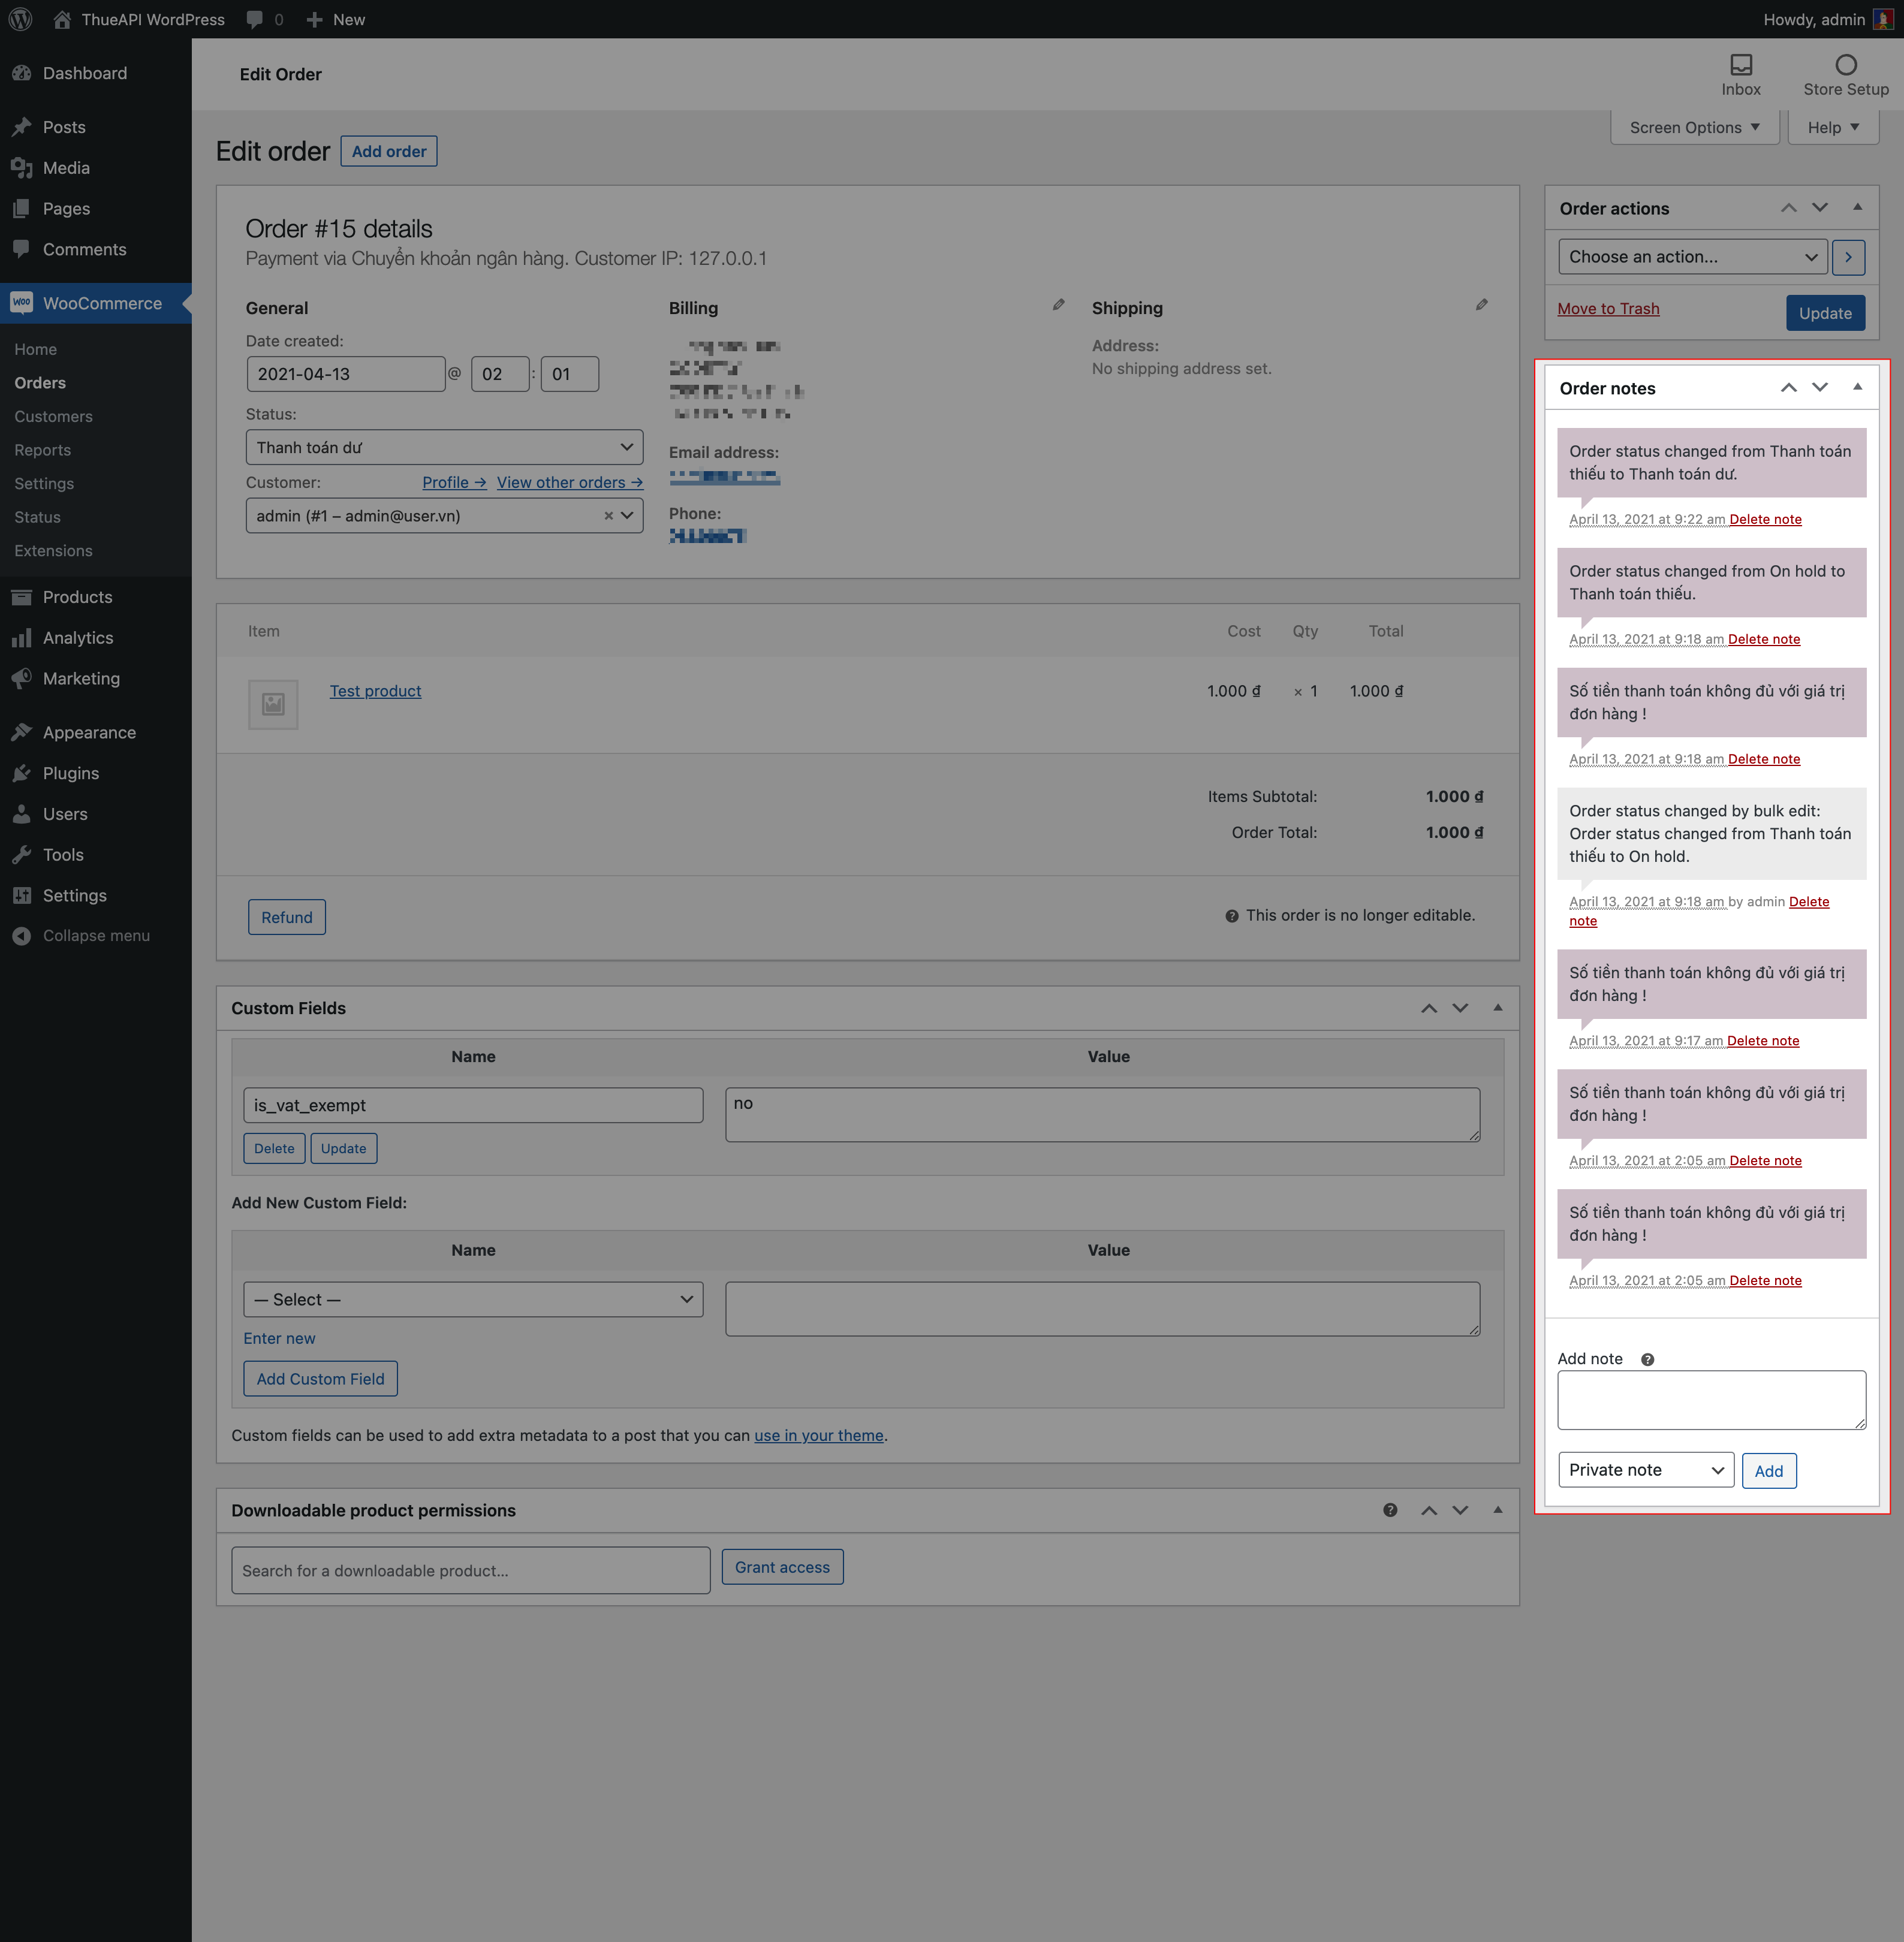 ThueAPI WordPress
0
New
Howdy, admin
Dashboard
Posts
Media
Pages
Comments
WOO
WooCommerce
Home
Orders
Customers
Reports
Settings
Status
Extensions
Products
Analytics
Marketing
Appearance
Plugins
Users
Tools
Settings
Collapse menu
Edit Order
Inbox
Store Setup
Screen Options
Help
Edit order
Add order
Order #15 details
Payment via Chuyển khoản ngân hàng. Customer IP: 127.0.0.1
General
Date created:
2021-04-13 @ 02 : 01
Status:
Thanh toán dư
Customer:
Profile →
View other orders →
admin (#1 – admin@user.vn)
×
Billing
Email address:
Phone:
Shipping
Address:
No shipping address set.
Item
Cost
Qty
Total
Test product
1.000 ₫
× 1
1.000 ₫
Items Subtotal:
1.000 ₫
Order Total:
1.000 ₫
Refund
This order is no longer editable.
Custom Fields
Name
Value
is_vat_exempt
no
Delete
Update
Add New Custom Field:
Name
Value
— Select —
Enter new
Add Custom Field
Custom fields can be used to add extra metadata to a post that you can use in your theme.
Downloadable product permissions
Search for a downloadable product...
Grant access
Order actions
Choose an action...
Move to Trash
Update
Order notes
Order status changed from Thanh toán
thiếu to Thanh toán dư.
April 13, 2021 at 9:22 am Delete note
Order status changed from On hold to
Thanh toán thiếu.
April 13, 2021 at 9:18 am Delete note
Số tiền thanh toán không đủ với giá trị
đơn hàng !
April 13, 2021 at 9:18 am Delete note
Order status changed by bulk edit:
Order status changed from Thanh toán
thiếu to On hold.
April 13, 2021 at 9:18 am by admin Delete
note
Số tiền thanh toán không đủ với giá trị
đơn hàng !
April 13, 2021 at 9:17 am Delete note
Số tiền thanh toán không đủ với giá trị
đơn hàng !
April 13, 2021 at 2:05 am Delete note
Số tiền thanh toán không đủ với giá trị
đơn hàng !
April 13, 2021 at 2:05 am Delete note
Add note
Private note
Add